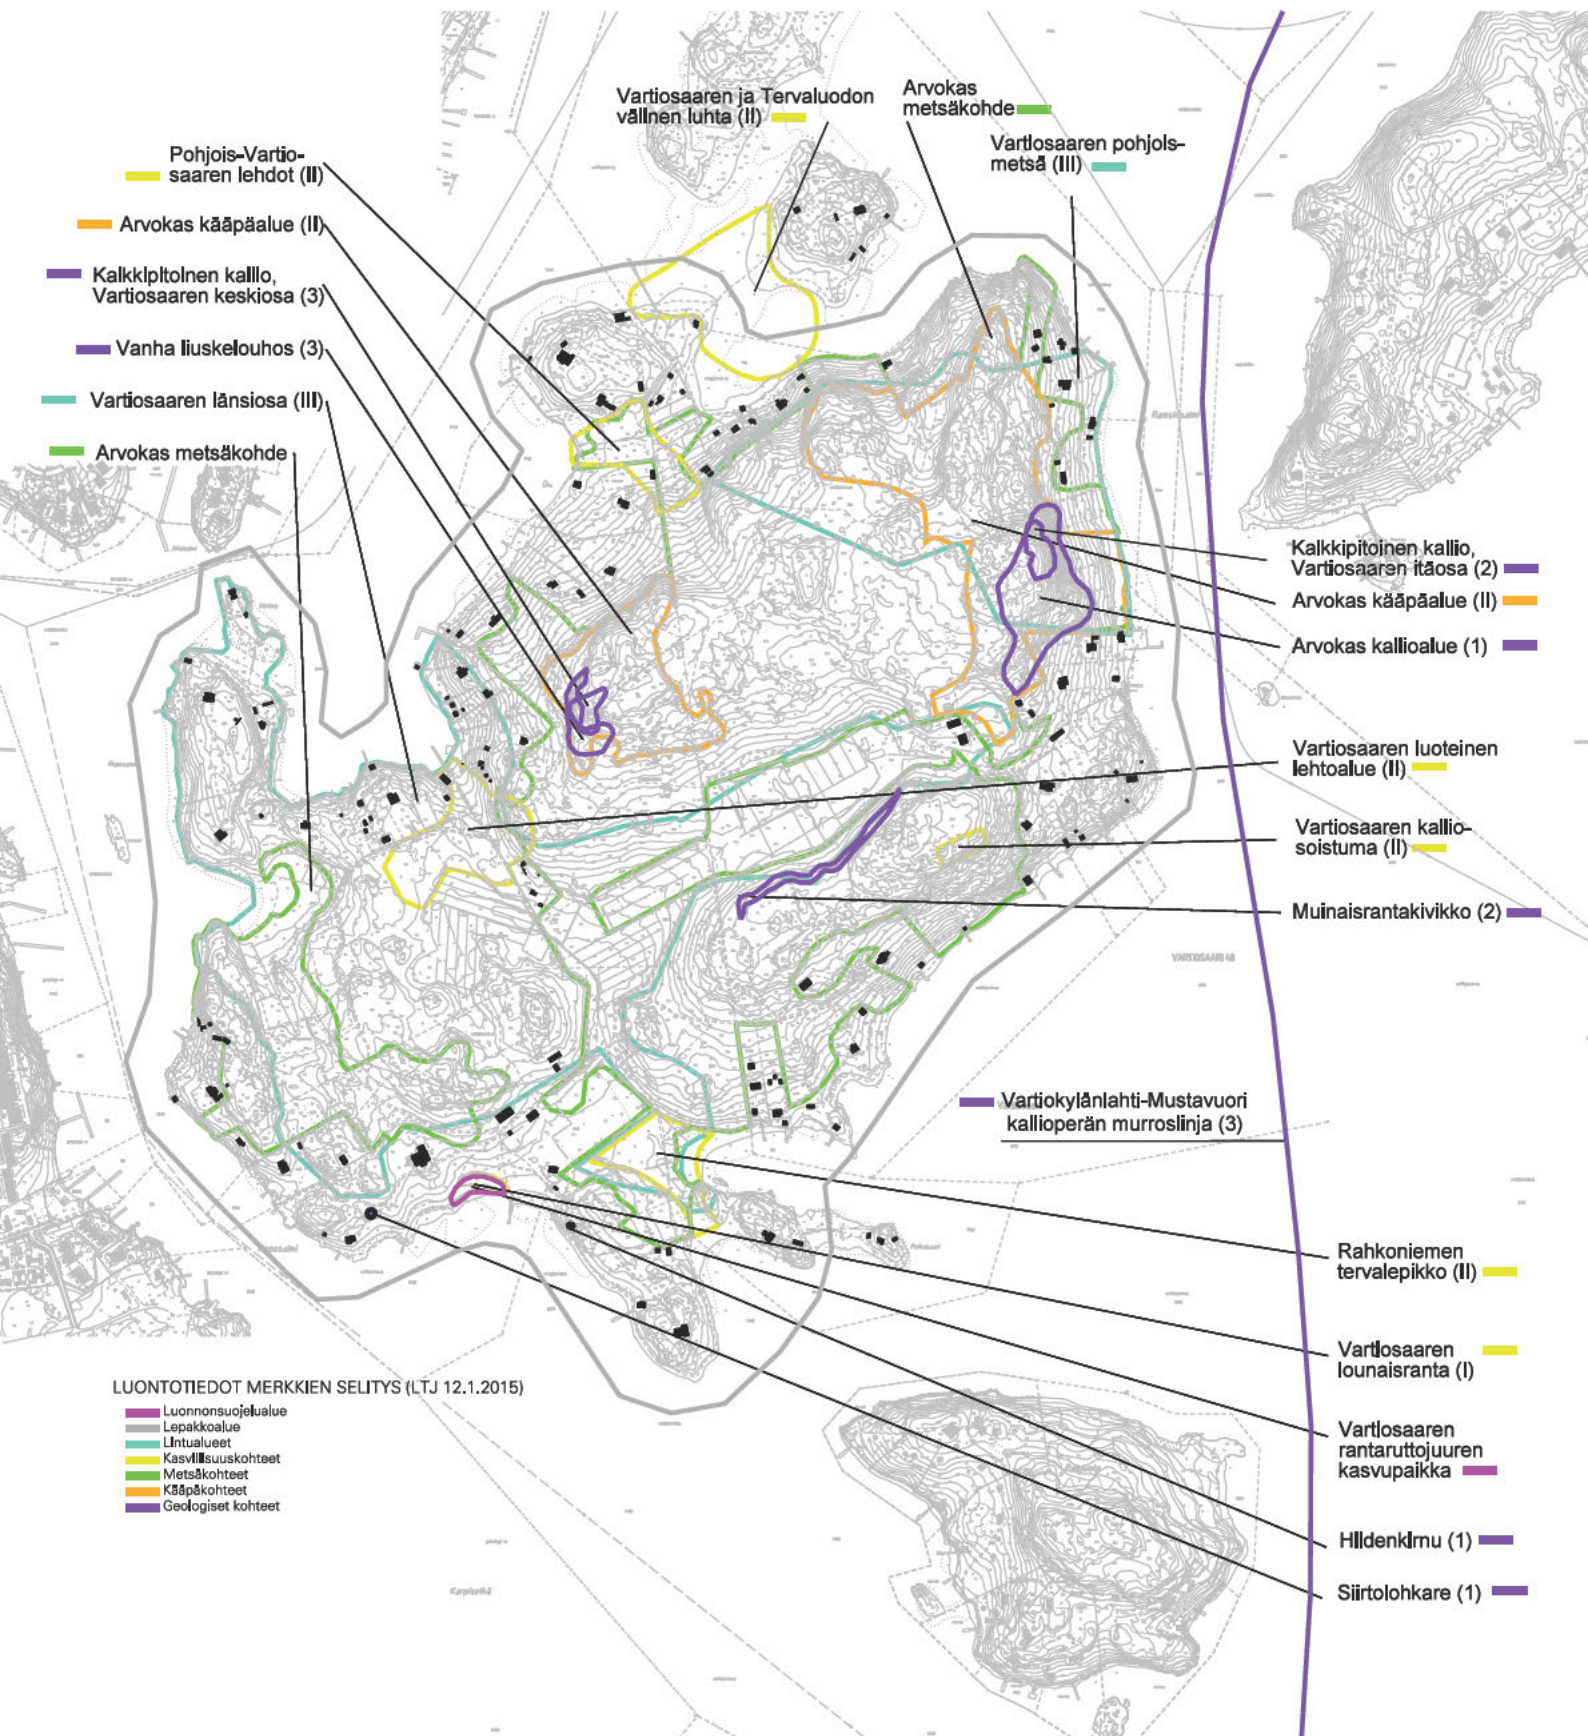 Vartiosaaren ja Tervaluodon
välinen luhta (II)
Arvokas
metsäkohde
Vartiosaaren pohjois-
metsä (III)
Pohjois-Vartio-
saaren lehdot (II)
Arvokas kääpäalue (II)
Kalkkipitoinen kallio,
Vartiosaaren keskiosa (3)
Vanha liuskelouhos (3)
Vartiosaaren länsiosa (III)
Arvokas metsäkohde
Kalkkipitoinen kallio,
Vartiosaaren itäosa (2)
Arvokas kääpäalue (II)
Arvokas kallioalue (1)
Vartiosaaren luoteinen
lehtoalue (II)
Vartiosaaren kallio-
soistuma (II)
Muinaisrantakivikko (2)
VARTIOSAARI 48
Vartiokylänlahti-Mustavuori
kallioperän murroslinja (3)
Rahkoniemen
tervalepikko (II)
Vartiosaaren
lounaisranta (I)
Vartiosaaren
rantaruttojuuren
kasvupaikka
Hiidenkirnu (1)
Siirtolohkare (1)
LUONTOTIEDOT MERKKIEN SELITYS (LTJ 12.1.2015)
Luonnonsuojelualue
Lepakkoalue
Lintualueet
Kasvillisuuskohteet
Metsäkohteet
Kääpäkohteet
Geologiset kohteet